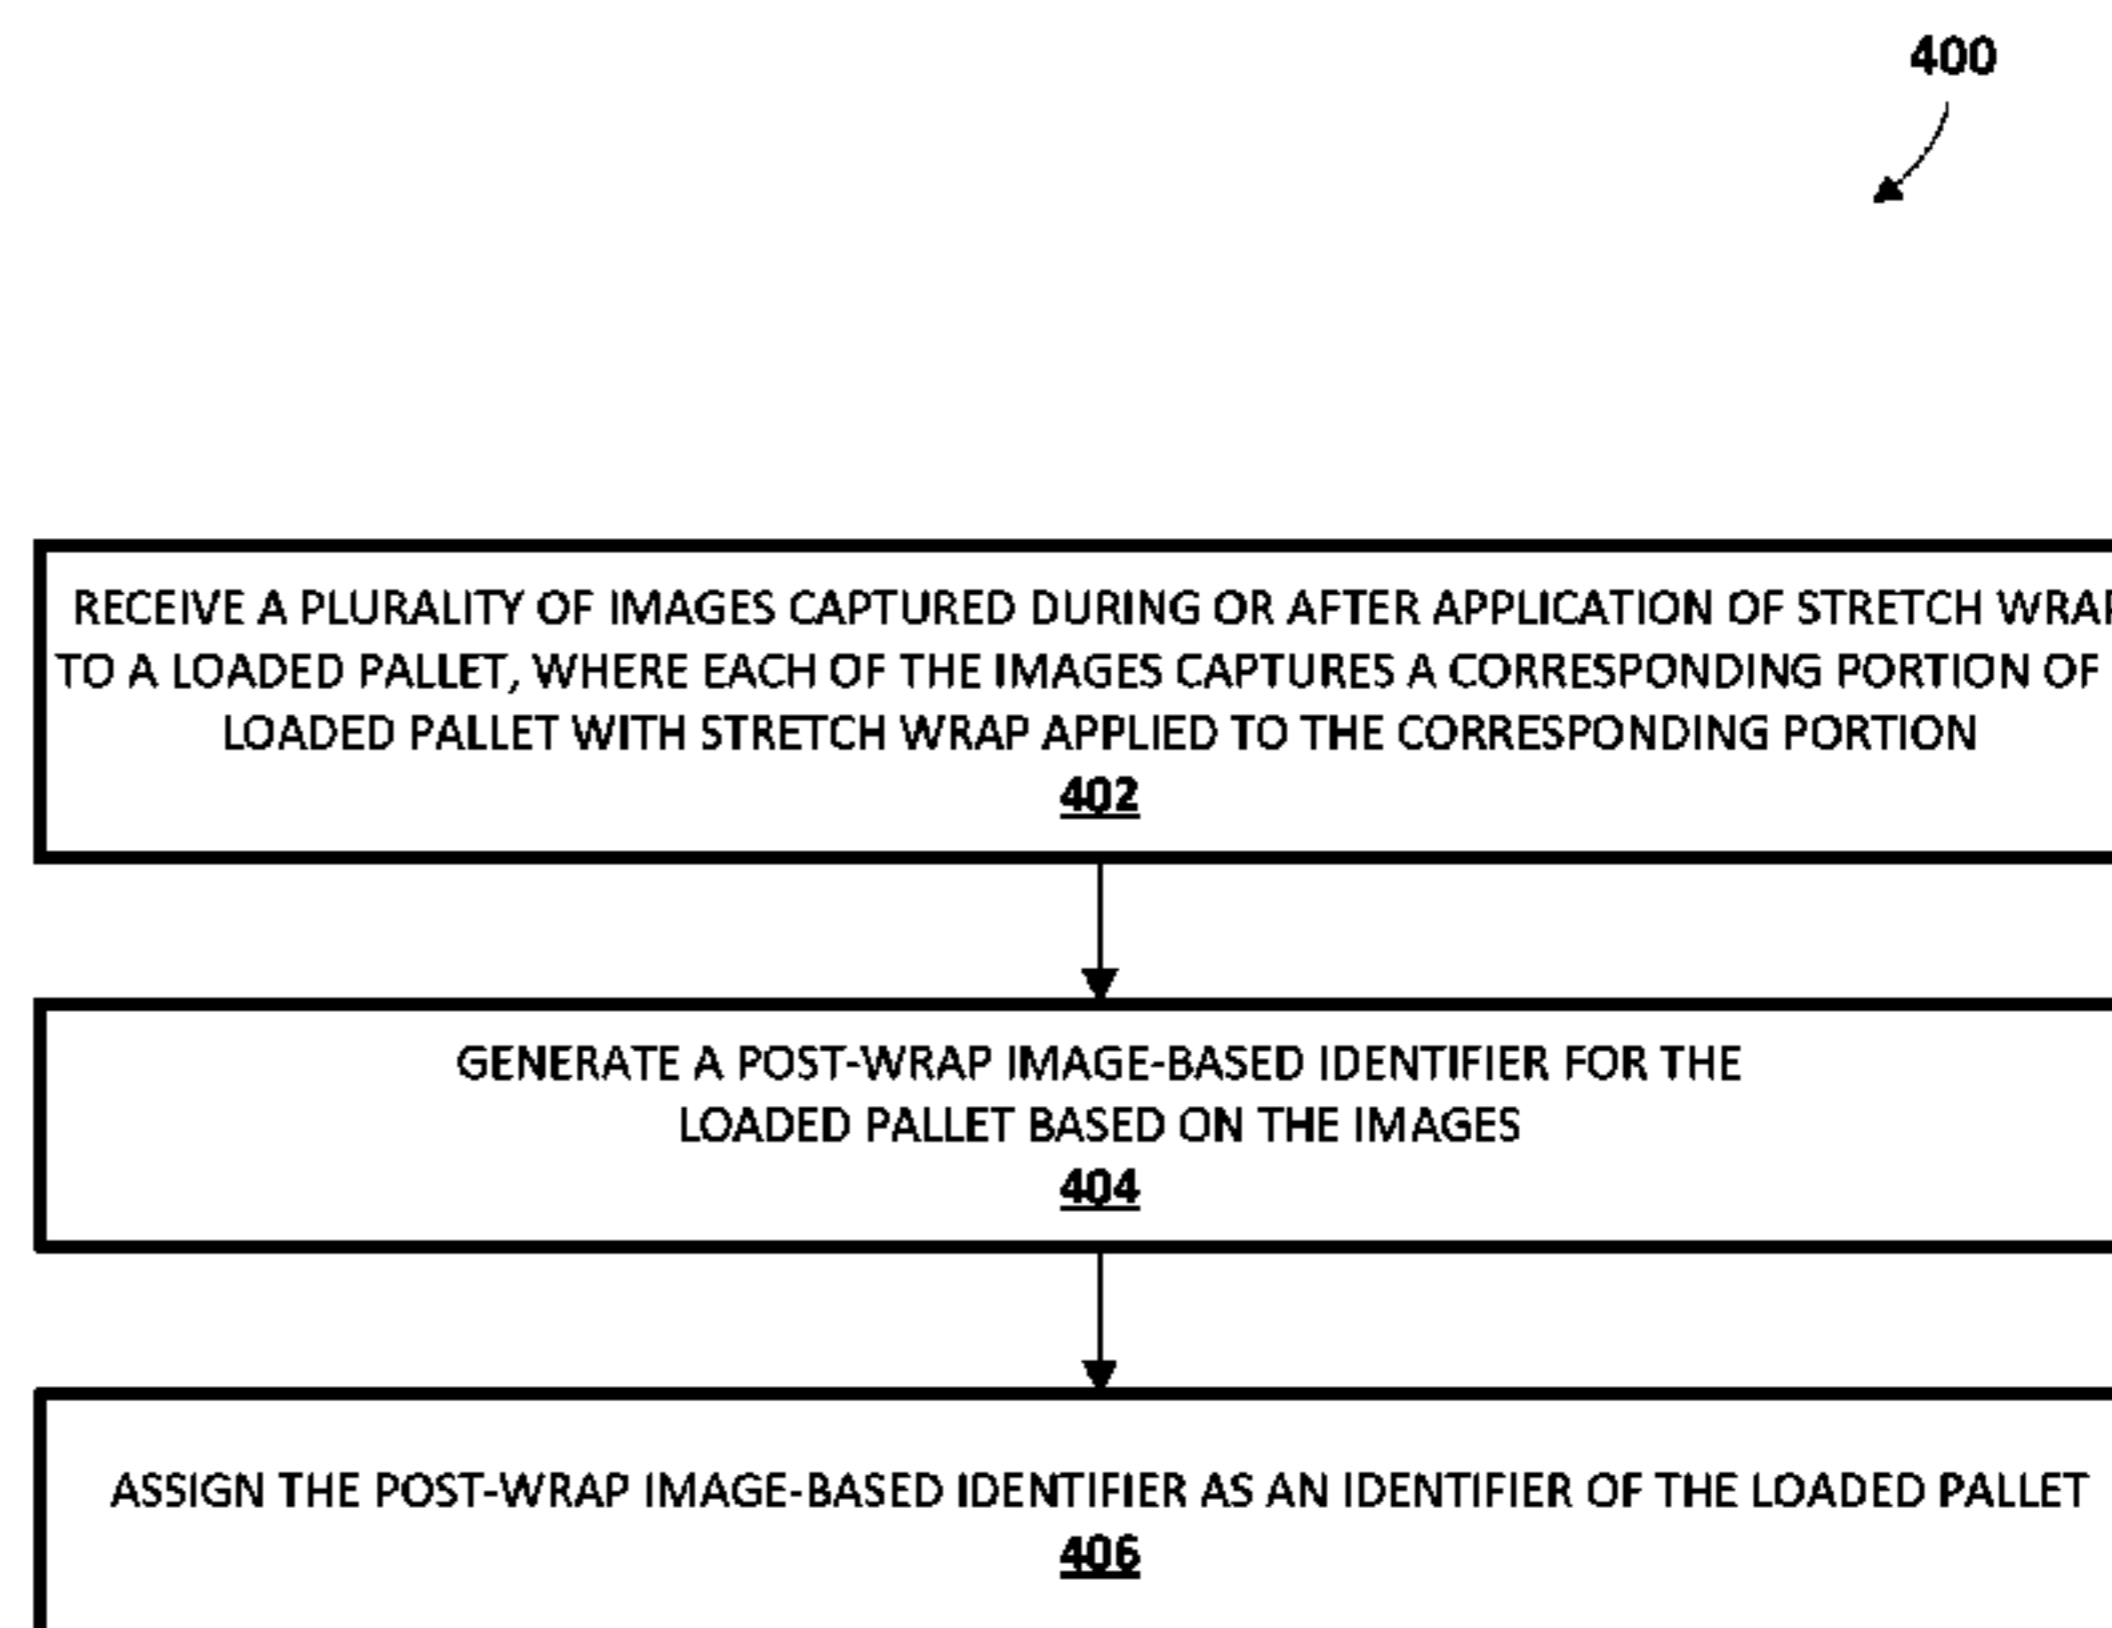 400
RECEIVE A PLURALITY OF IMAGES CAPTURED DURING OR AFTER APPLICATION OF STRETCH WRAP
TO A LOADED PALLET, WHERE EACH OF THE IMAGES CAPTURES A CORRESPONDING PORTION OF
LOADED PALLET WITH STRETCH WRAP APPLIED TO THE CORRESPONDING PORTION
402
GENERATE A POST-WRAP IMAGE-BASED IDENTIFIER FOR THE
LOADED PALLET BASED ON THE IMAGES
404
ASSIGN THE POST-WRAP IMAGE-BASED IDENTIFIER AS AN IDENTIFIER OF THE LOADED PALLET
406